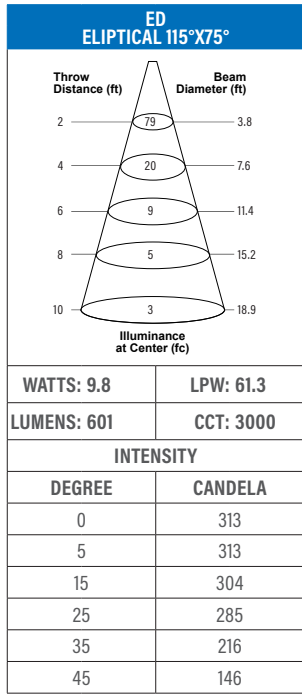 ED
ELIPTICAL 115°X75°
Throw Distance (ft)
Beam Diameter (ft)
2 79 3.8
4 20 7.6
6 9 11.4
8 5 15.2
10 3 18.9
Illuminance
at Center (fc)
WATTS: 9.8 LPW: 61.3
LUMENS: 601 CCT: 3000
INTENSITY
DEGREE CANDELA
0 313
5 313
15 304
25 285
35 216
45 146